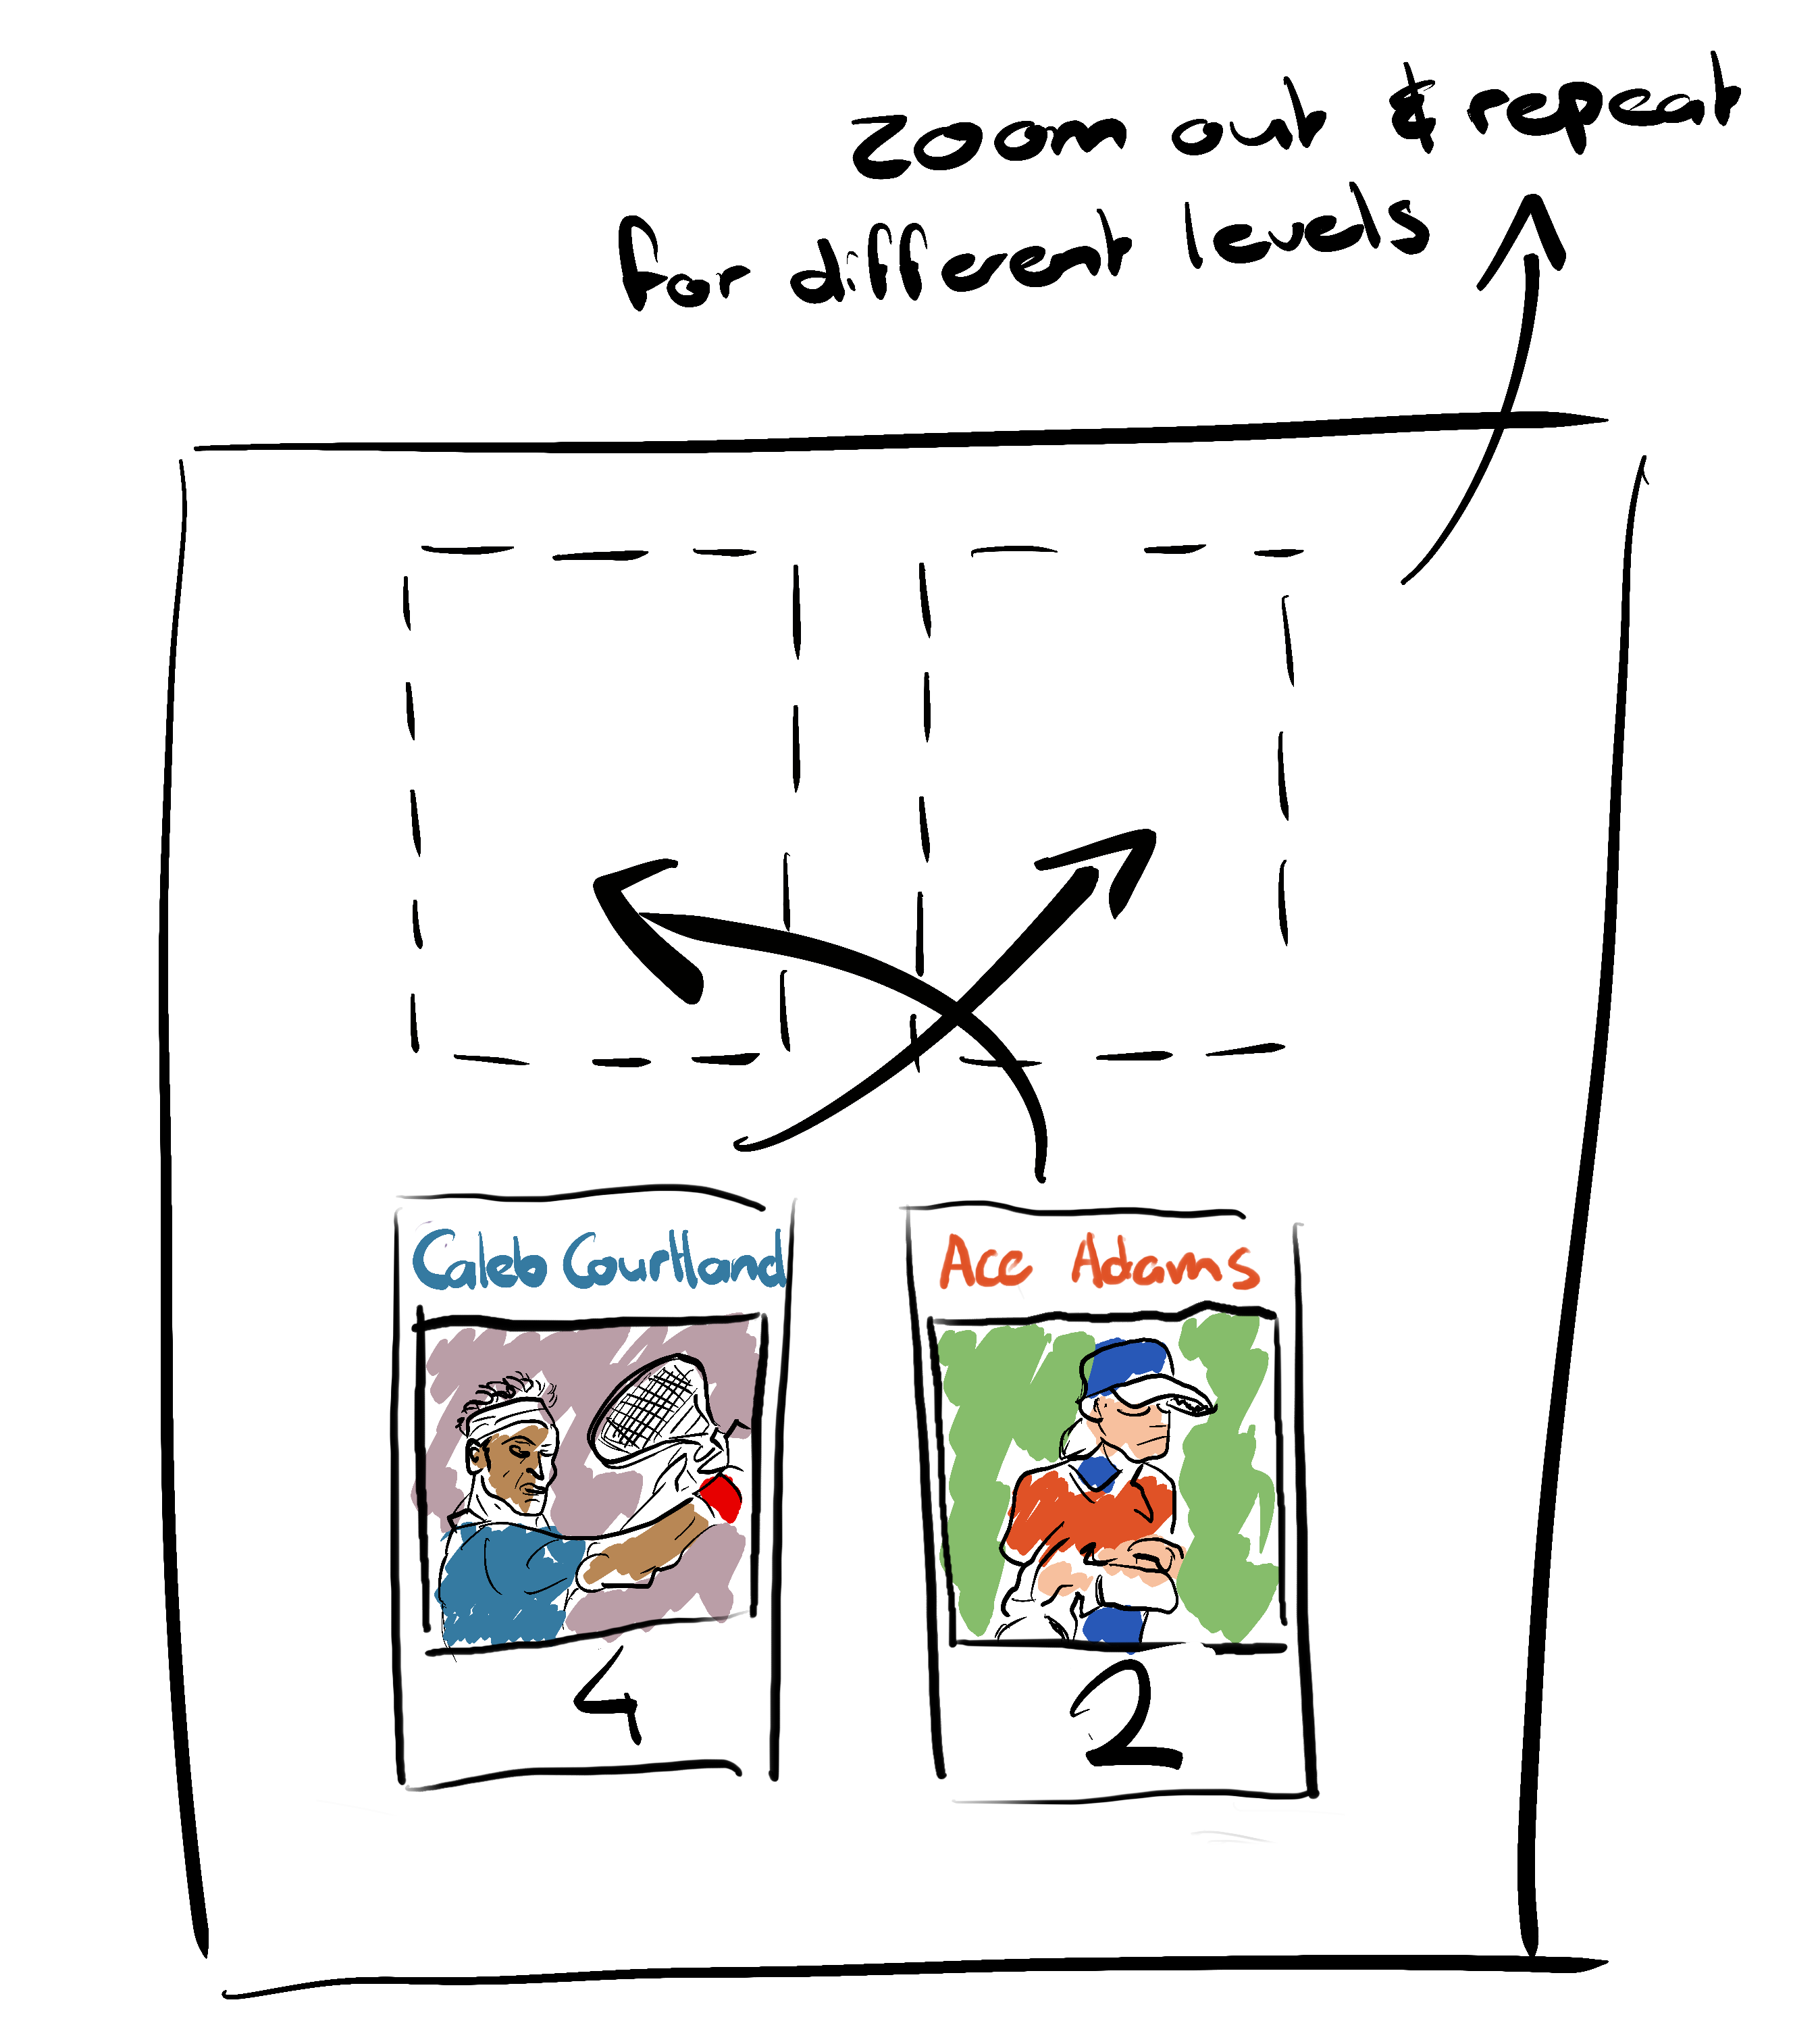 zoom out & repeat
for different levels
Caleb Courtland
Ace Adams
4
2